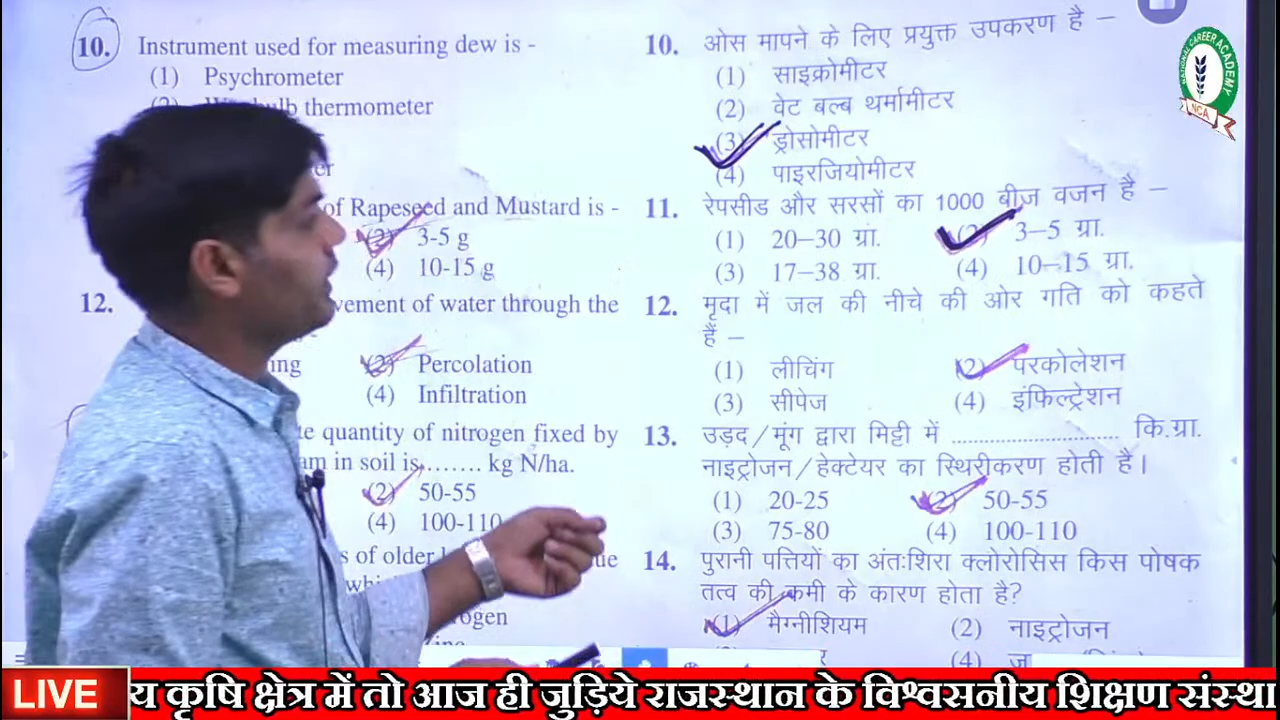 10. Instrument used for measuring dew is -
(1) Psychrometer
thermometer
of Rapeseed and Mustard is -
(2) 3-5 g
(4) 10-15 g
12. vement of water through the
(2) Percolation
(4) Infiltration
quantity of nitrogen fixed by
in soil is ........ kg N/ha.
(2) 50-55
(4) 100-110
of older
10. ओस मापने के लिए प्रयुक्त उपकरण है –
(1) साइक्रोमीटर
(2) वेट बल्ब थर्मामीटर
(3) ड्रोसोमीटर
(4) पाइरजियोमीटर
11. रेपसीड और सरसों का 1000 बीज वजन है –
(1) 20–30 ग्रा. (2) 3–5 ग्रा.
(3) 17–38 ग्रा. (4) 10–15 ग्रा.
12. मृदा में जल की नीचे की ओर गति को कहते
हैं –
(1) लीचिंग (2) परकोलेशन
(3) सीपेज (4) इंफिल्ट्रेशन
13. उड़द/मूंग द्वारा मिट्टी में ............................ कि.ग्रा.
नाइट्रोजन/हेक्टेयर का स्थिरीकरण होती है।
(1) 20-25 (2) 50-55
(3) 75-80 (4) 100-110
14. पुरानी पत्तियों का अंतःशिरा क्लोरोसिस किस पोषक
तत्व की कमी के कारण होता है?
(1) मैग्नीशियम (2) नाइट्रोजन
(4)
NATIONAL CAREER ACADEMY
NCA
LIVE
य कृषि क्षेत्र में तो आज ही जुड़िये राजस्थान के विश्वसनीय शिक्षण संस्था